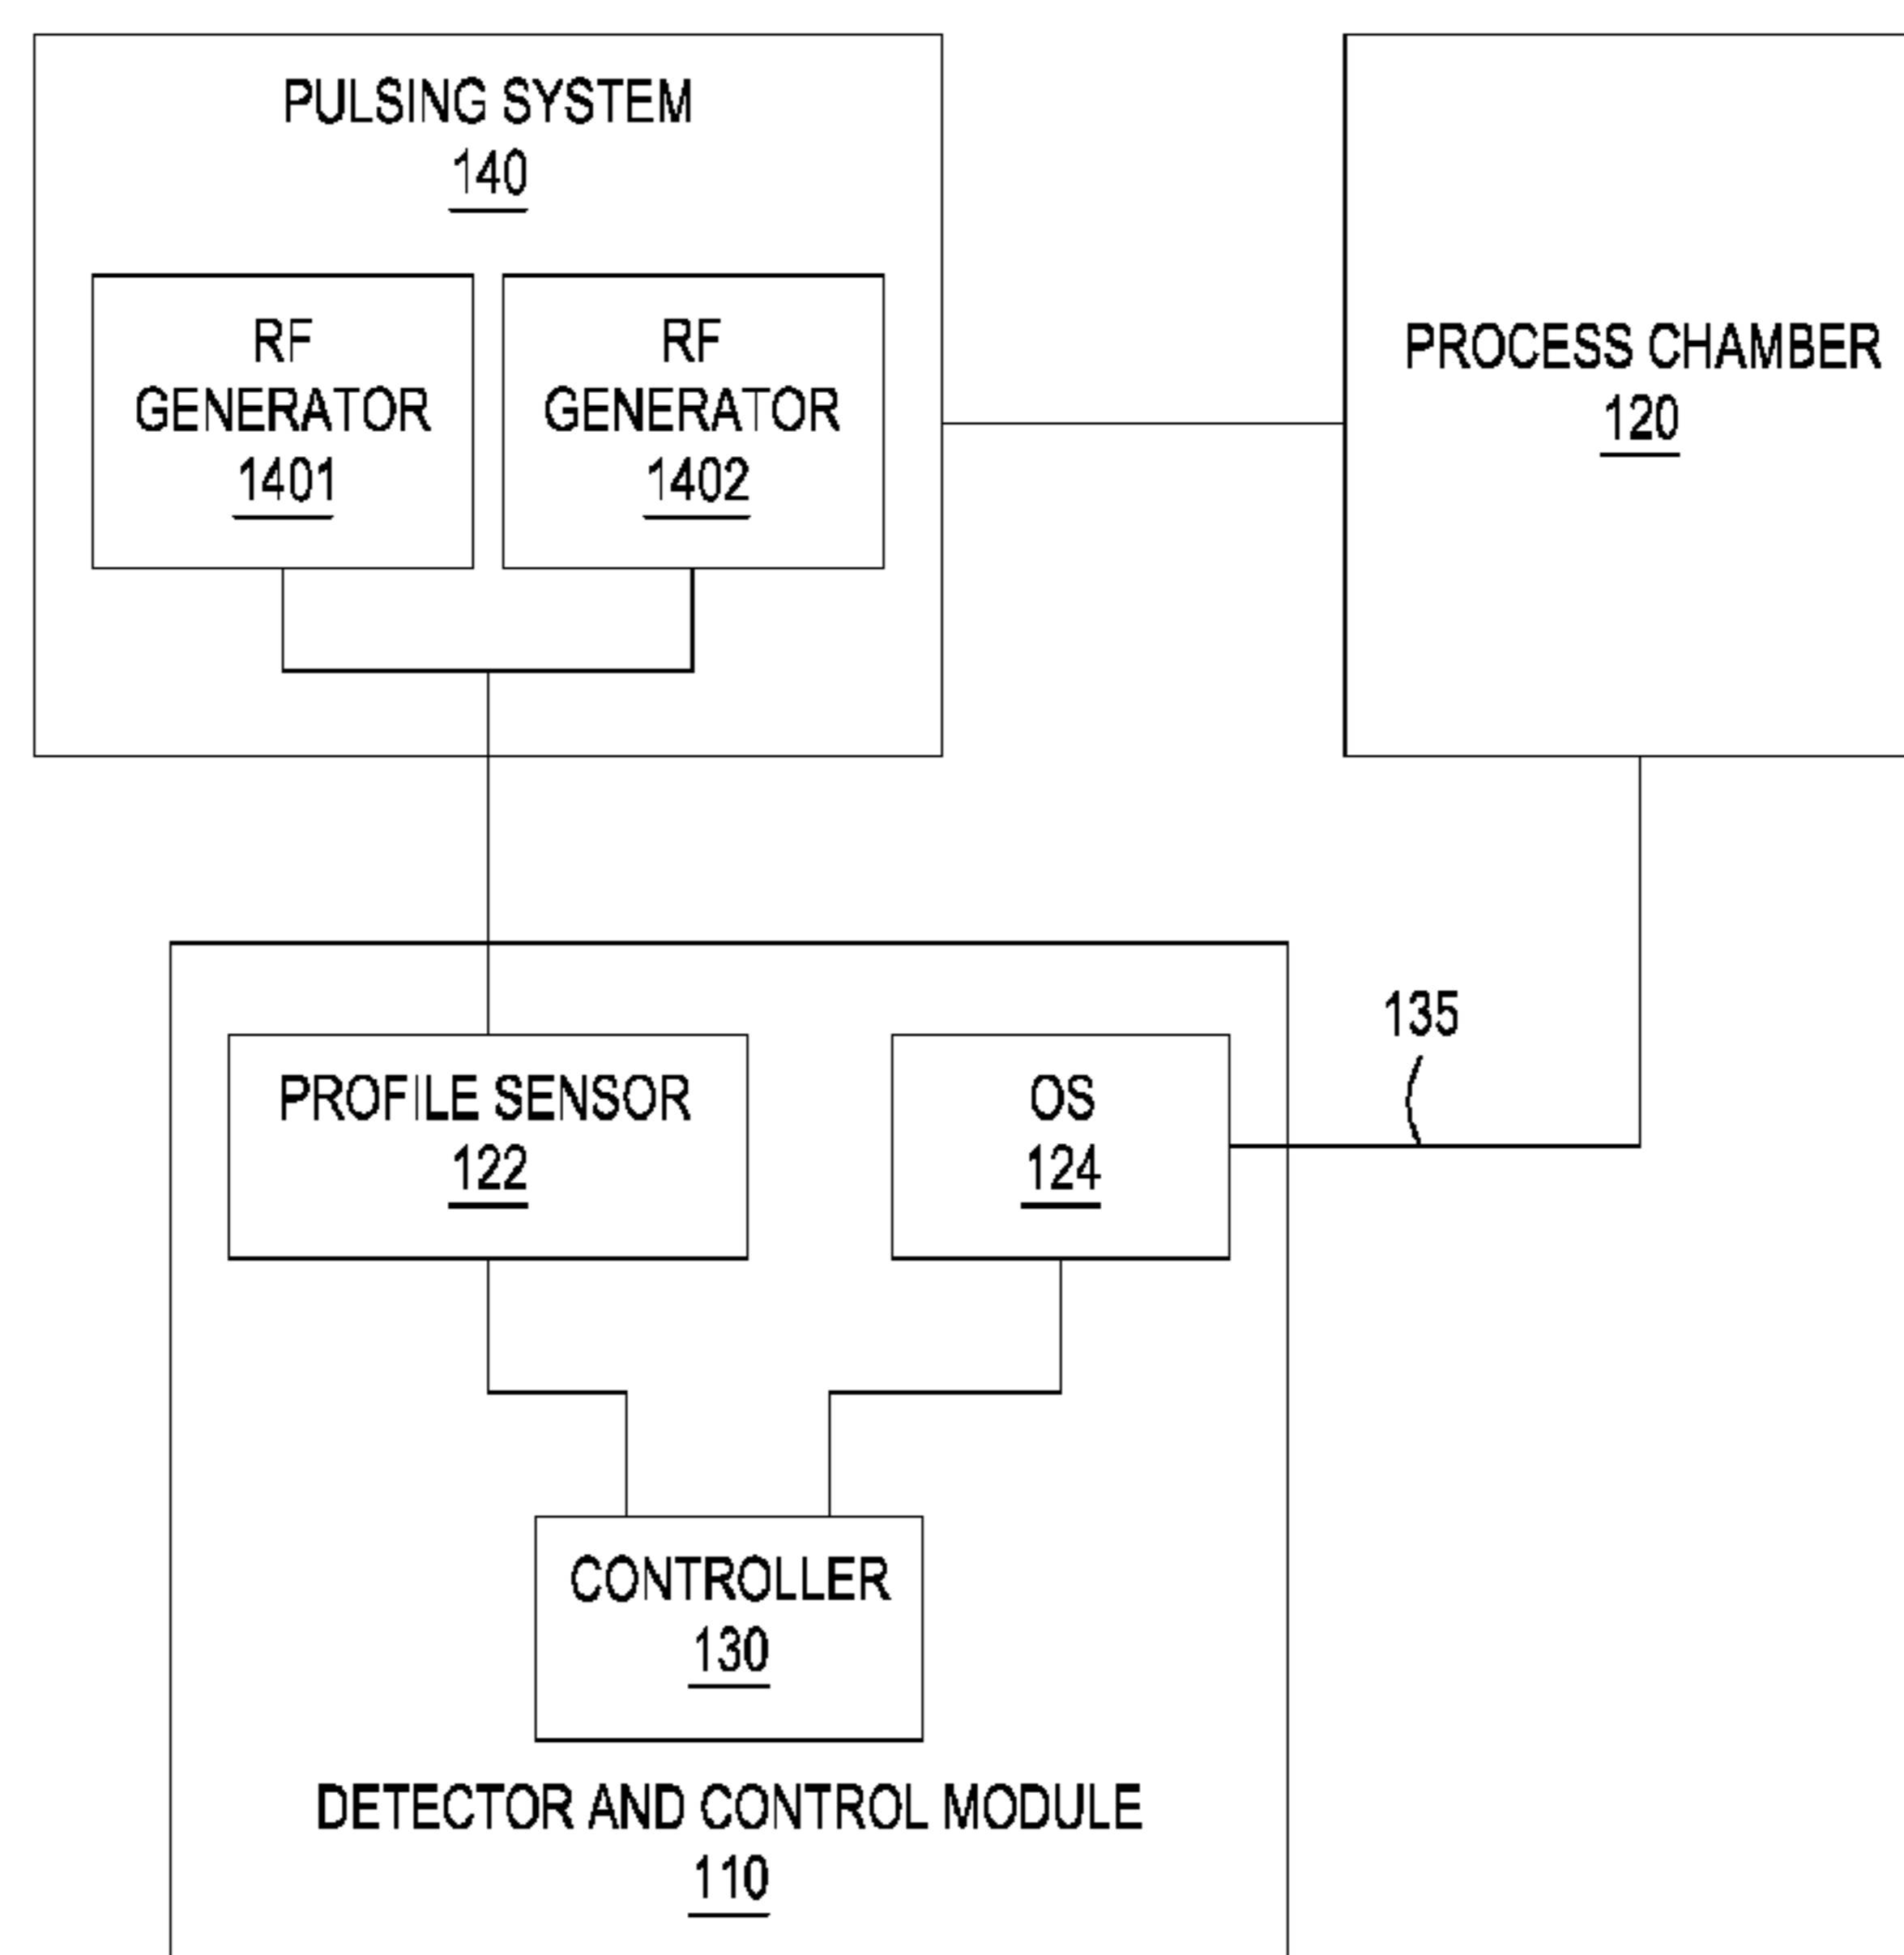 PULSING SYSTEM
140
RF
GENERATOR
1401
RF
GENERATOR
1402
PROCESS CHAMBER
120
135
PROFILE SENSOR
122
OS
124
CONTROLLER
130
DETECTOR AND CONTROL MODULE
110